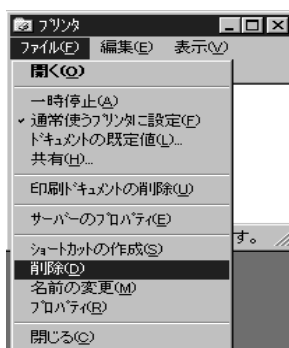 プリンタ
ファイル(F) 編集(E) 表示(V)
開く(O)
一時停止(A)
通常使うプリンタに設定(F)
ドキュメントの既定値(L)...
共有(H)...
印刷ドキュメントの削除(U)
サーバーのプロパティ(E)
す。
ショートカットの作成(S)
削除(D)
名前の変更(M)
プロパティ(R)
閉じる(C)